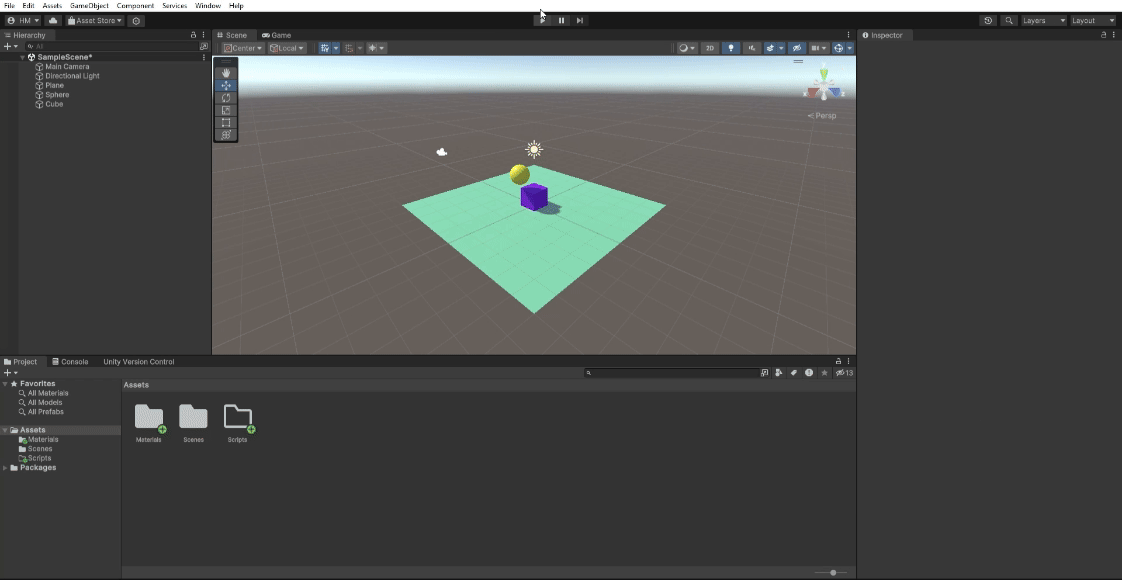 File Edit Assets GameObject Component Services Window Help
HM Asset Store Layers Layout
Hierarchy Scene Game Inspector
All Center Local 2D
SampleScene*
Main Camera
Directional Light
Plane
Sphere
Cube
< Persp
Project Console Unity Version Control
13
Favorites
All Materials
All Models
All Prefabs
Assets
Materials
Scenes
Scripts
Packages
Assets
Materials Scenes Scripts